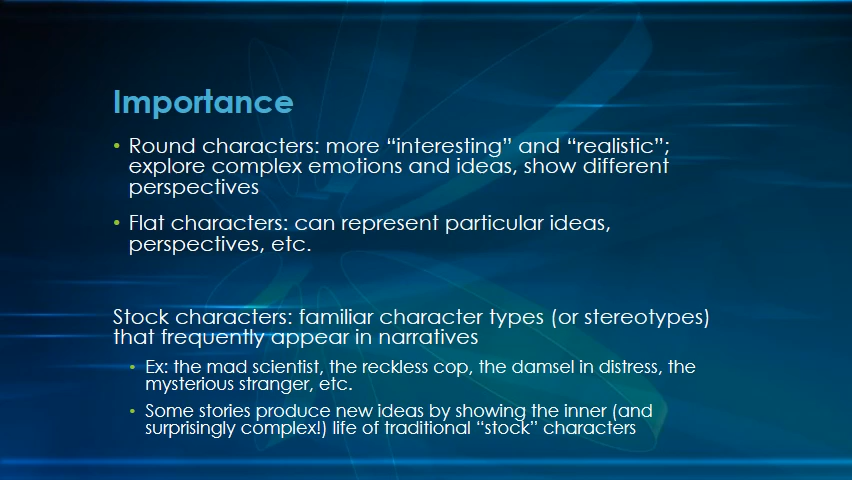 Importance
• Round characters: more “interesting” and “realistic”;
explore complex emotions and ideas, show different
perspectives
• Flat characters: can represent particular ideas,
perspectives, etc.
Stock characters: familiar character types (or stereotypes)
that frequently appear in narratives
• Ex: the mad scientist, the reckless cop, the damsel in distress, the
mysterious stranger, etc.
• Some stories produce new ideas by showing the inner (and
surprisingly complex!) life of traditional “stock” characters